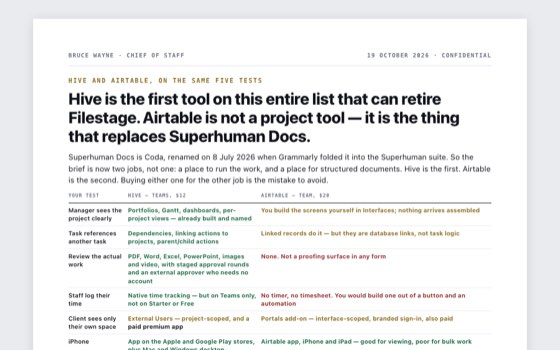 BRUCE WAYNE · CHIEF OF STAFF
19 OCTOBER 2026 · CONFIDENTIAL
HIVE AND AIRTABLE, ON THE SAME FIVE TESTS
Hive is the first tool on this entire list that can retire
Filestage. Airtable is not a project tool — it is the thing
that replaces Superhuman Docs.
Superhuman Docs is Coda, renamed on 8 July 2026 when Grammarly folded it into the Superhuman suite. So the
brief is now two jobs, not one: a place to run the work, and a place for structured documents. Hive is the first. Airtable
is the second. Buying either one for the other job is the mistake to avoid.
YOUR TEST
HIVE — TEAMS, $12
AIRTABLE — TEAM, $20
Manager sees the
project clearly
Portfolios, Gantt, dashboards, per-
project views — already built and named
You build the screens yourself in Interfaces; nothing arrives assembled
Task references
another task
Dependencies, linking actions to
projects, parent/child actions
Linked records do it — but they are database links, not task logic
Review the actual
work
PDF, Word, Excel, PowerPoint, images
and video, with staged approval rounds
and an external approver who needs no
account
None. Not a proofing surface in any form
Staff log their
time
Native time tracking — but on Teams only,
not on Starter or Free
No timer, no timesheet. You would build one out of a button and an
automation
Client sees only
their own space
External Users — project-scoped, and a
paid premium app
Portals add-on — interface-scoped, branded sign-in, also paid
iPhone
App on the Apple and Google Play stores,
plus Mac and Windows desktop
Airtable app, iPhone and iPad — good for viewing, poor for bulk work